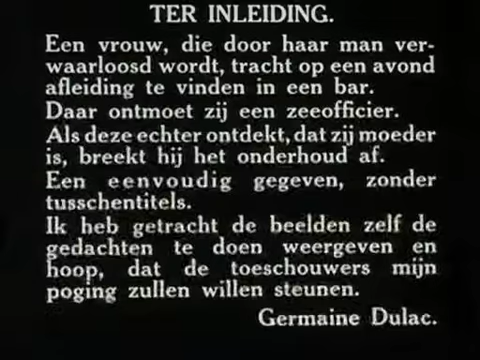 TER INLEIDING.
Een vrouw, die door haar man ver-
waarloosd wordt, tracht op een avond
afleiding te vinden in een bar.
Daar ontmoet zij een zeeofficier.
Als deze echter ontdekt, dat zij moeder
is, breekt hij het onderhoud af.
Een eenvoudig gegeven, zonder
tusschentitels.
Ik heb getracht de beelden zelf de
gedachten te doen weergeven en
hoop, dat de toeschouwers mijn
poging zullen willen steunen.
Germaine Dulac.